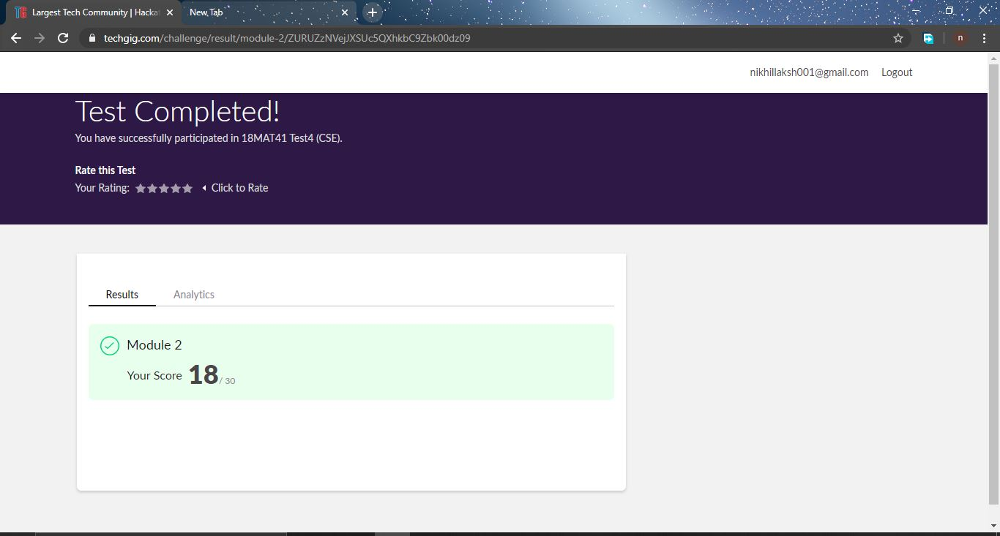 Largest Tech Community | Hacka
New Tab
techgig.com/challenge/result/module-2/ZURUZzNVejJXSUc5QXhkbC9Zbk00dz09
n
nikhillaksh001@gmail.com Logout
Test Completed!
You have successfully participated in 18MAT41 Test4 (CSE).
Rate this Test
Your Rating: Click to Rate
Results Analytics
Module 2
Your Score 18/ 30